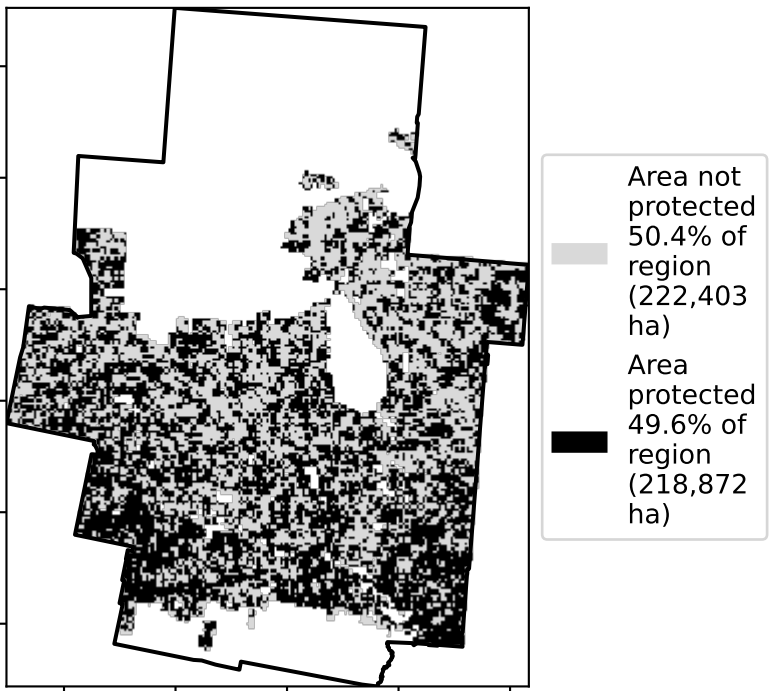 Area not
protected
50.4% of
region
(222,403
ha)
Area
protected
49.6% of
region
(218,872
ha)